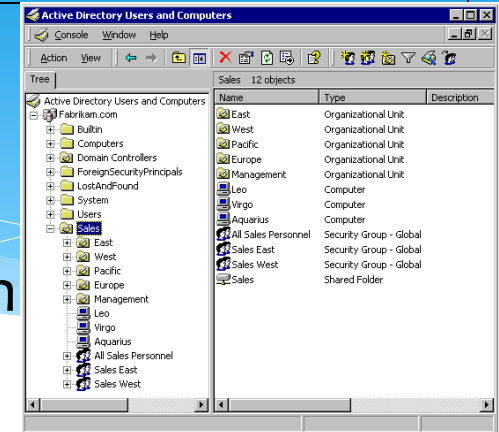 Active Directory Users and Computers
Console Window Help
Action View
Tree
Sales 12 objects
Active Directory Users and Computers
Fabrikam.com
Builtin
Computers
Domain Controllers
ForeignSecurityPrincipals
LostAndFound
System
Users
Sales
East
West
Pacific
Europe
Management
Leo
Virgo
Aquarius
All Sales Personnel
Sales East
Sales West
Name Type Description
East Organizational Unit
West Organizational Unit
Pacific Organizational Unit
Europe Organizational Unit
Management Organizational Unit
Leo Computer
Virgo Computer
Aquarius Computer
All Sales Personnel Security Group - Global
Sales East Security Group - Global
Sales West Security Group - Global
Sales Shared Folder
n